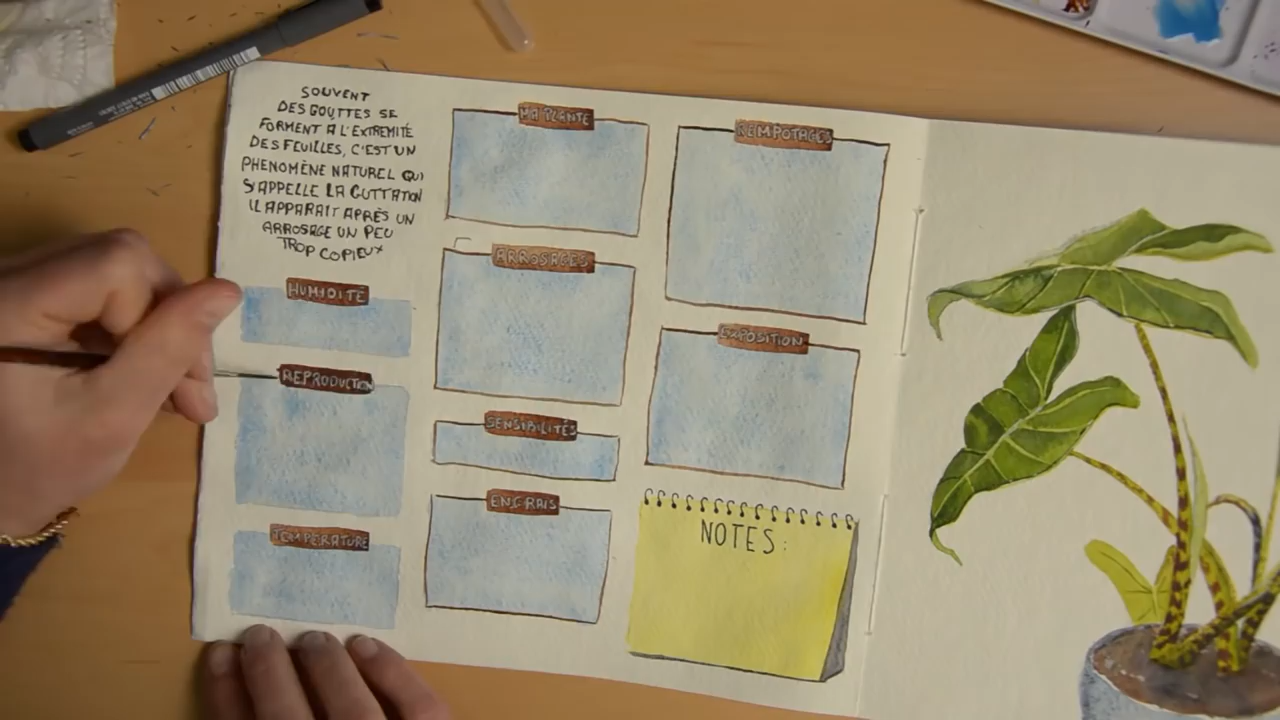 SOUVENT
DES GOUTTES SE
FORMENT A L'EXTREMITÉ
DES FEUILLES, C'EST UN
PHENOMÈNE NATUREL QUI
S'APPELLE LA GUTTATION
IL APPARAIT APRÈS UN
ARROSAGE UN PEU
TROP COPIEUX
HUMIDITÉ
REPRODUCTION
TEMPÉRATURE
MA PLANTE
ARROSAGES
SENSIBILITÉS
ENGRAIS
REMPOTAGES
EXPOSITION
NOTES: